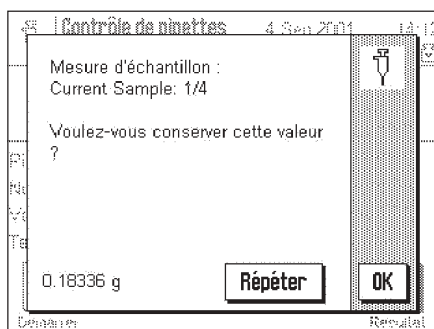 Contrôle de pipettes 4 Sep 2001
Mesure d'échantillon :
Current Sample: 1/4
Voulez-vous conserver cette valeur
?
0.18336 g
Répéter
OK
Démarrer